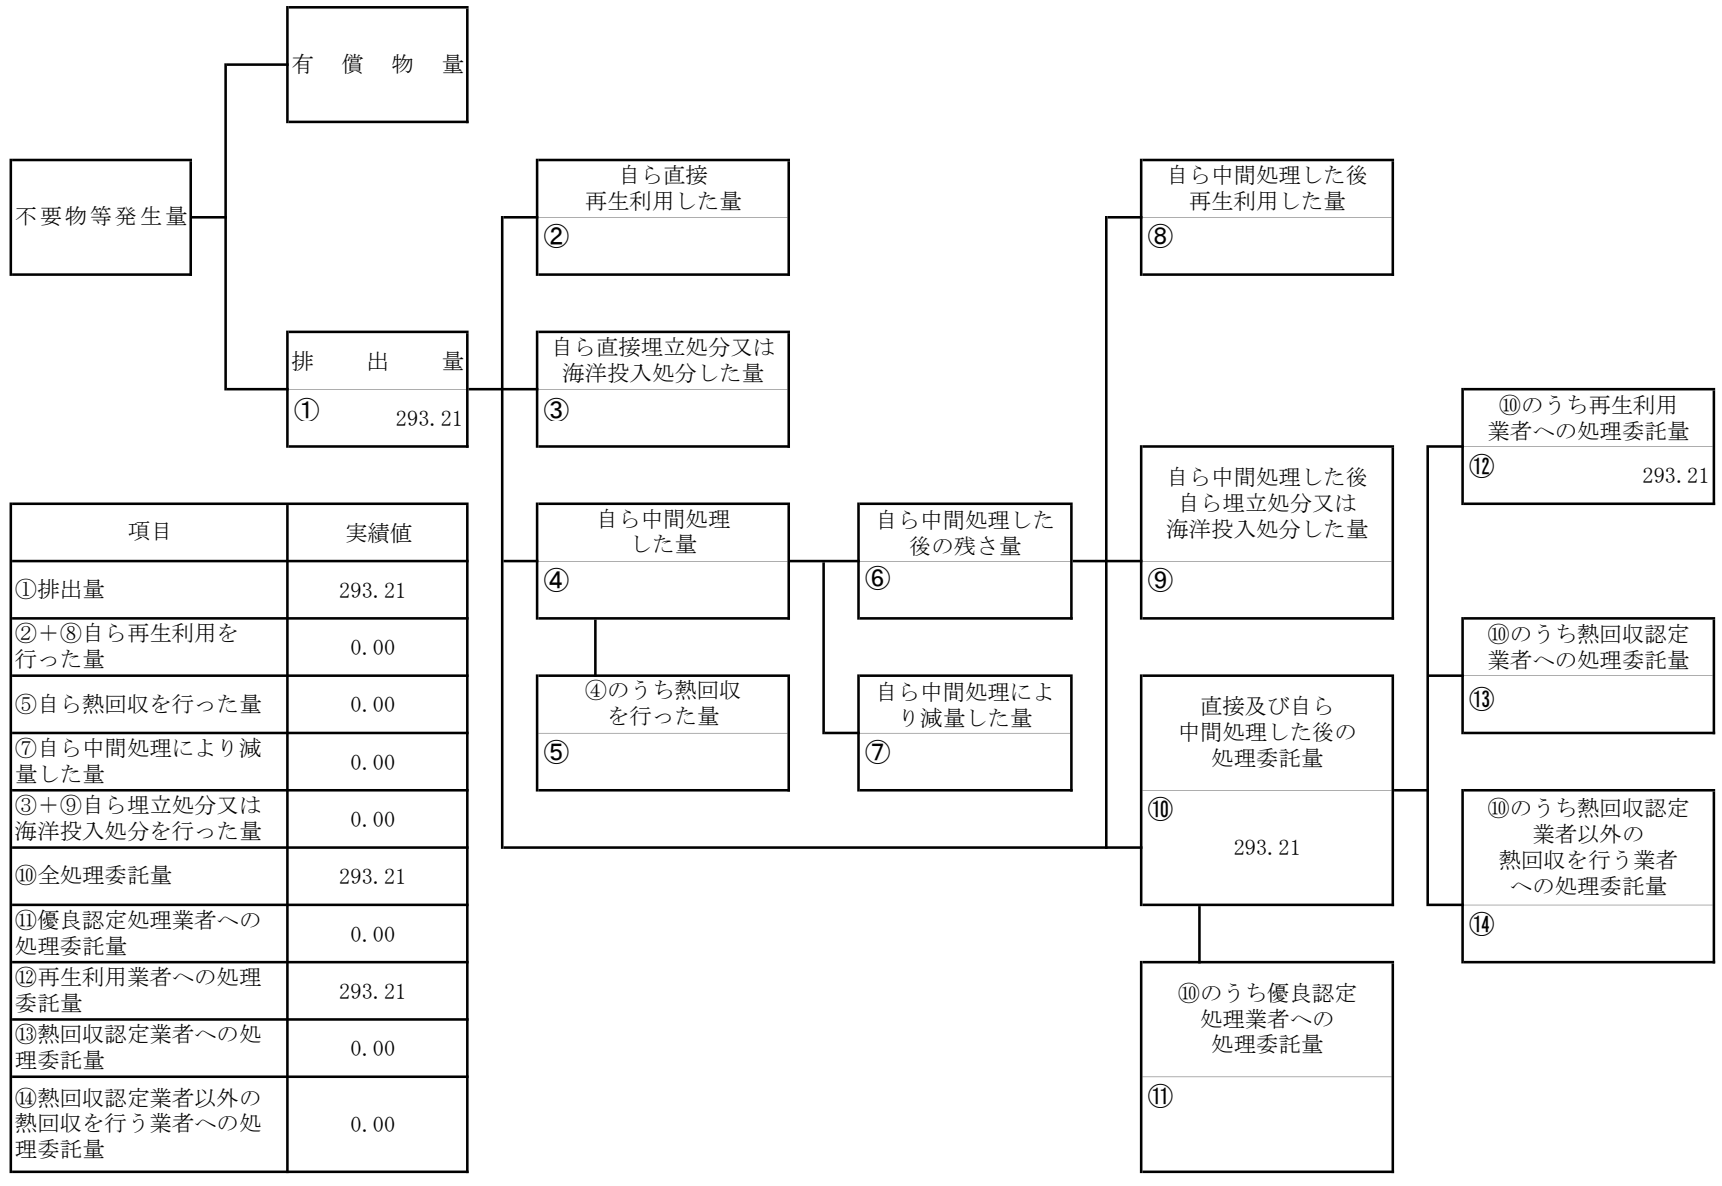 有償物量
不要物等発生量
排出量
①
293.21
自ら直接
再生利用した量
②
自ら直接埋立処分又は
海洋投入処分した量
③
自ら中間処理
した量
④
④のうち熱回収
を行った量
⑤
自ら中間処理した
後の残さ量
⑥
自ら中間処理によ
り減量した量
⑦
自ら中間処理した後
再生利用した量
⑧
自ら中間処理した後
自ら埋立処分又は
海洋投入処分した量
⑨
直接及び自ら
中間処理した後の
処理委託量
⑩
293.21
⑩のうち優良認定
処理業者への
処理委託量
⑪
⑩のうち再生利用
業者への処理委託量
⑫
293.21
⑩のうち熱回収認定
業者への処理委託量
⑬
⑩のうち熱回収認定
業者以外の
熱回収を行う業者
への処理委託量
⑭
項目 実績値
①排出量 293.21
②+⑧自ら再生利用を
行った量 0.00
⑤自ら熱回収を行った量 0.00
⑦自ら中間処理により減
量した量 0.00
③+⑨自ら埋立処分又は
海洋投入処分を行った量 0.00
⑩全処理委託量 293.21
⑪優良認定処理業者への
処理委託量 0.00
⑫再生利用業者への処理
委託量 293.21
⑬熱回収認定業者への処
理委託量 0.00
⑭熱回収認定業者以外の
熱回収を行う業者への処
理委託量 0.00